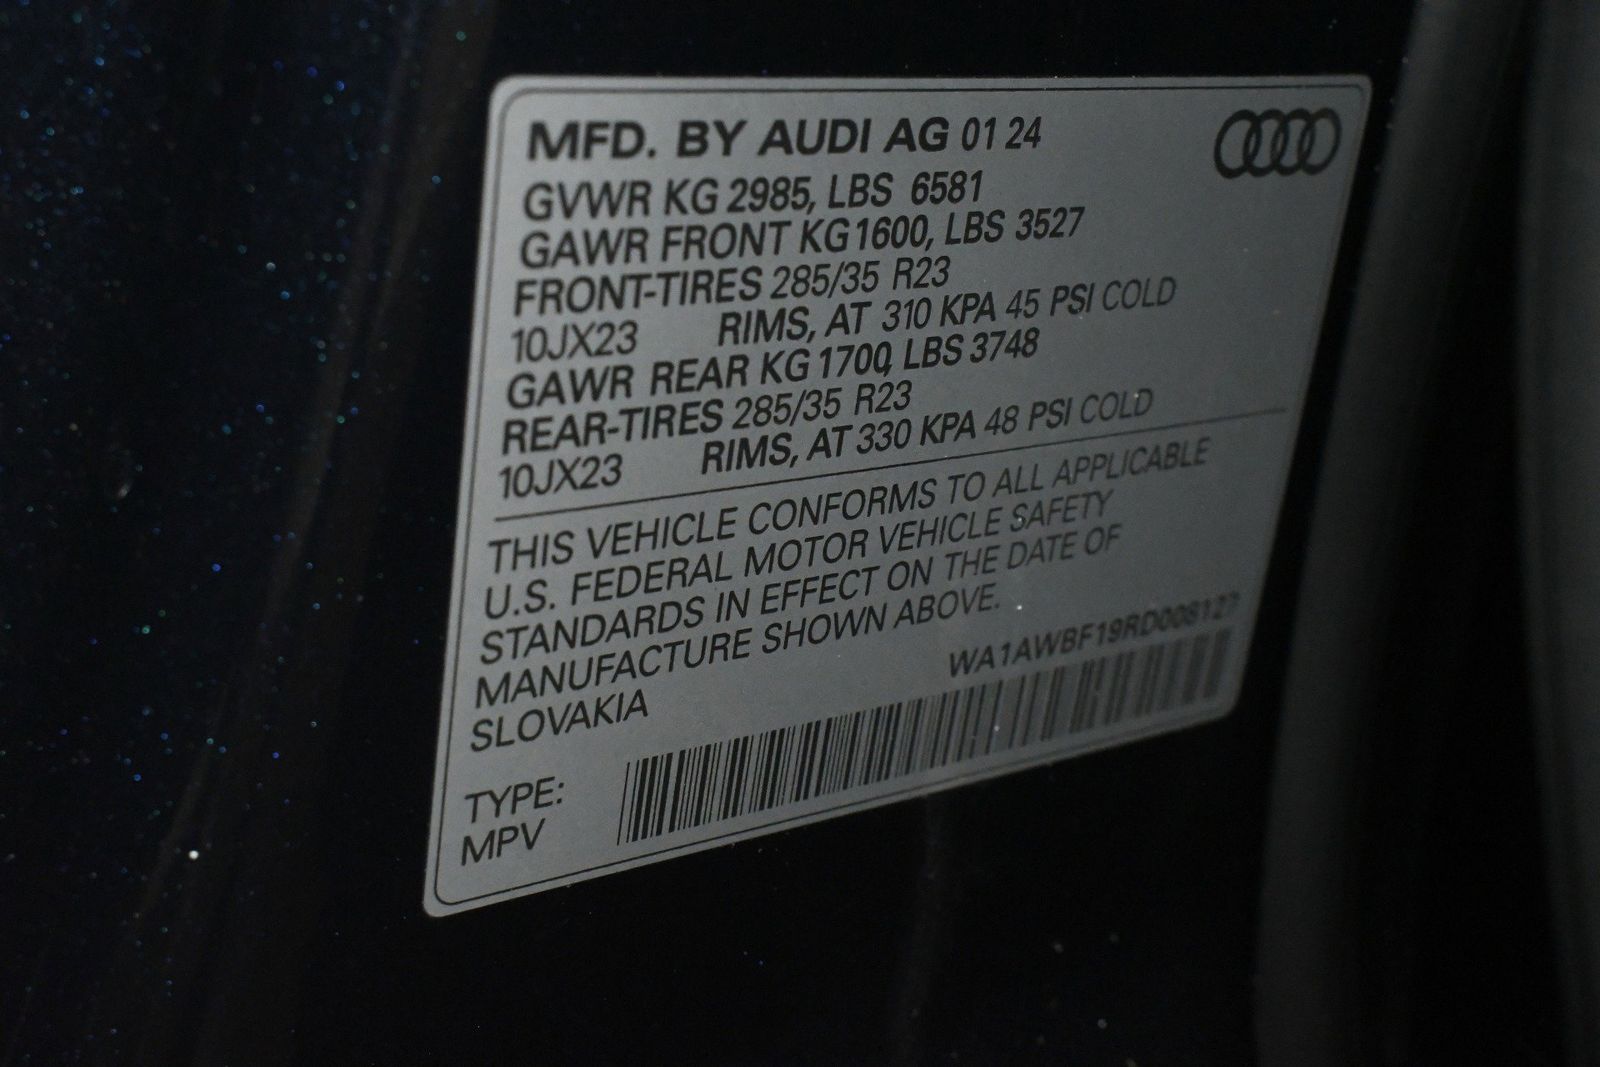 MFD. BY AUDI AG 01 24
GVWR KG 2985, LBS 6581
GAWR FRONT KG 1600, LBS 3527
FRONT-TIRES 285/35 R23
10JX23 RIMS, AT 310 KPA 45 PSI COLD
GAWR REAR KG 1700, LBS 3748
REAR-TIRES 285/35 R23
10JX23 RIMS, AT 330 KPA 48 PSI COLD
THIS VEHICLE CONFORMS TO ALL APPLICABLE
U.S. FEDERAL MOTOR VEHICLE SAFETY
STANDARDS IN EFFECT ON THE DATE OF
MANUFACTURE SHOWN ABOVE.
SLOVAKIA
WA1AWBF19RD008127
TYPE:
MPV